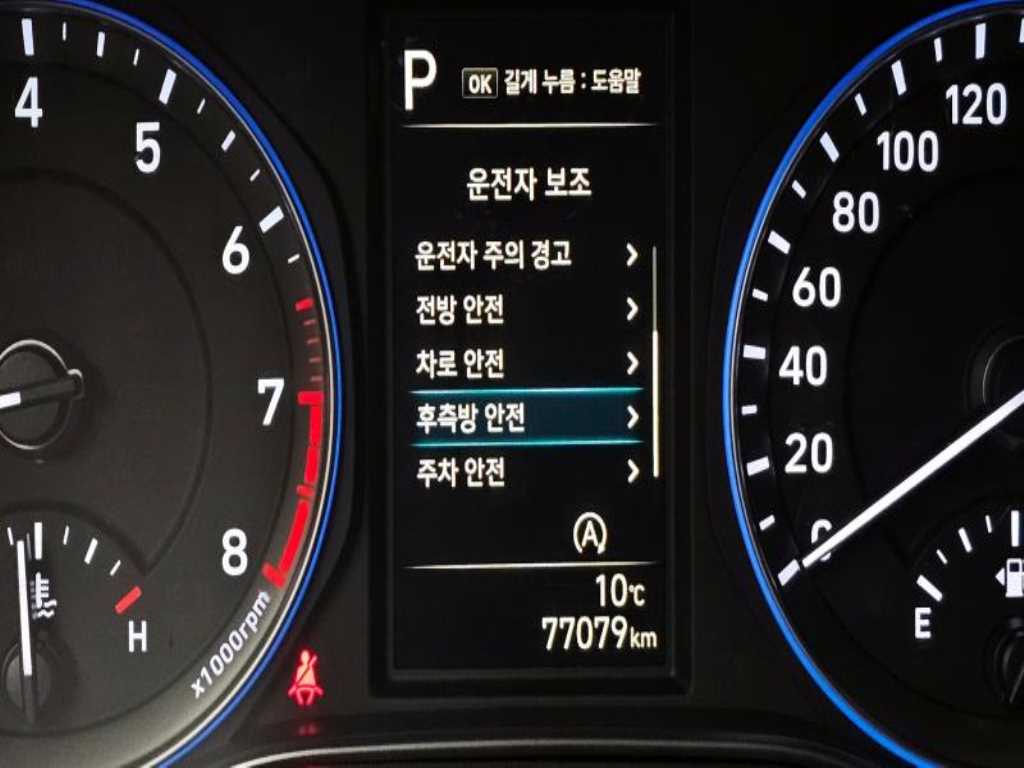 P
OK 길게 누름 : 도움말
운전자 보조
운전자 주의 경고
전방 안전
차로 안전
후측방 안전
주차 안전
A
10℃
77079km
4
5
6
7
8
x1000rpm
H
120
100
80
60
40
20
0
E